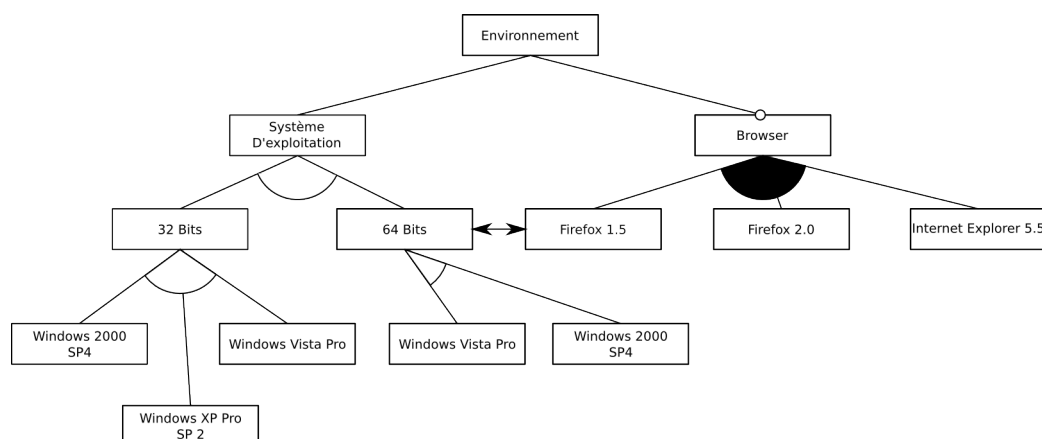 Environnement
Système
D'exploitation
Browser
32 Bits
64 Bits
Firefox 1.5
Firefox 2.0
Internet Explorer 5.5
Windows 2000
SP4
Windows Vista Pro
Windows Vista Pro
Windows 2000
SP4
Windows XP Pro
SP 2